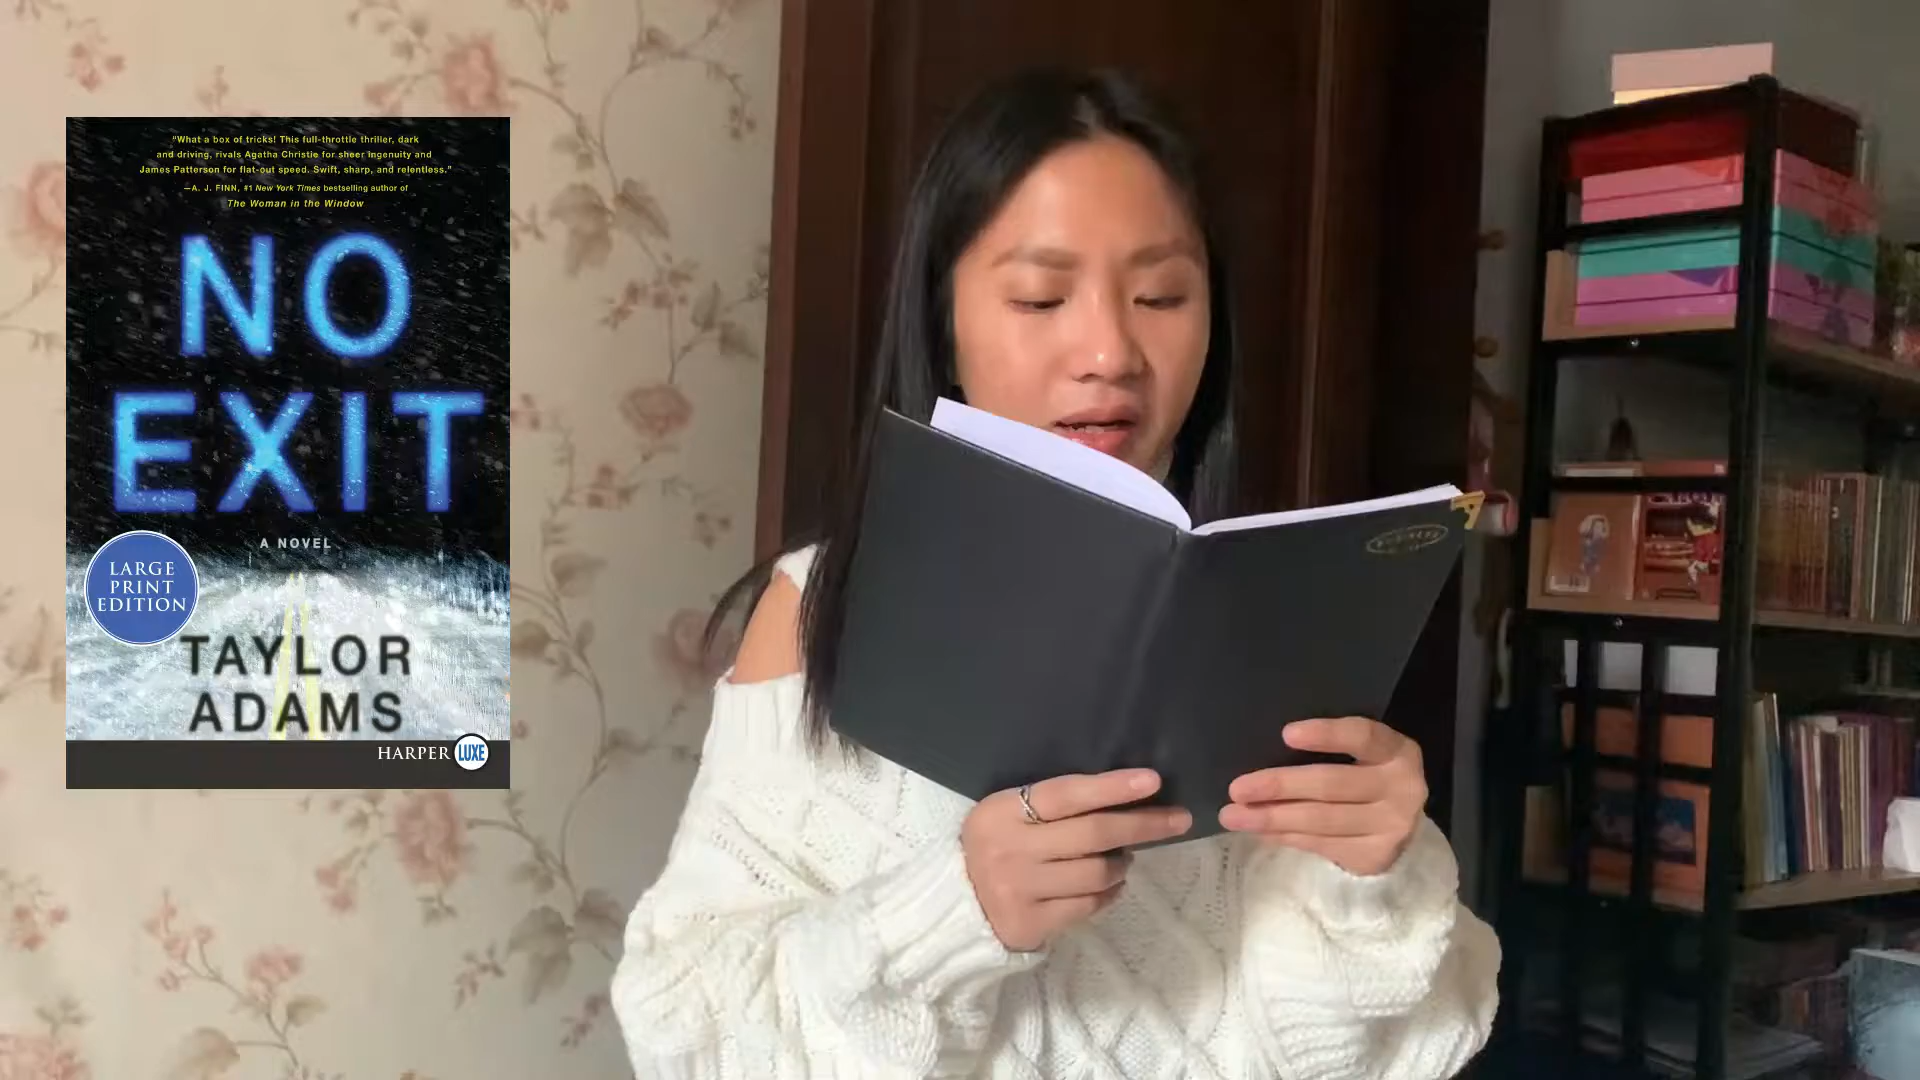 "What a box of tricks! This full-throttle thriller, dark
and driving, rivals Agatha Christie for sheer ingenuity and
James Patterson for flat-out speed. Swift, sharp, and relentless."
—A. J. FINN, #1 New York Times bestselling author of
The Woman in the Window
NO
EXIT
A NOVEL
LARGE
PRINT
EDITION
TAYLOR
ADAMS
HARPER LUXE